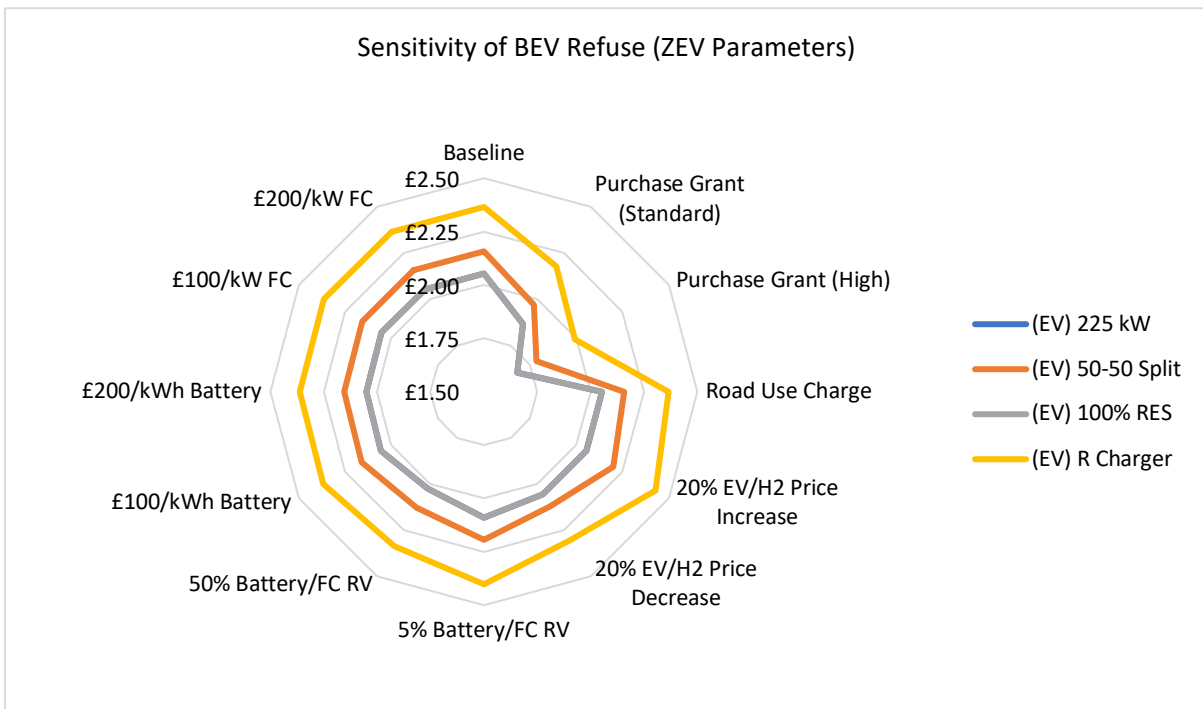 Sensitivity of BEV Refuse (ZEV Parameters)
Baseline
Purchase Grant
(Standard)
Purchase Grant (High)
Road Use Charge
20% EV/H2 Price
Increase
20% EV/H2 Price
Decrease
5% Battery/FC RV
50% Battery/FC RV
£100/kWh Battery
£200/kWh Battery
£100/kW FC
£200/kW FC
£2.50
£2.25
£2.00
£1.75
£1.50
(EV) 225 kW
(EV) 50-50 Split
(EV) 100% RES
(EV) R Charger